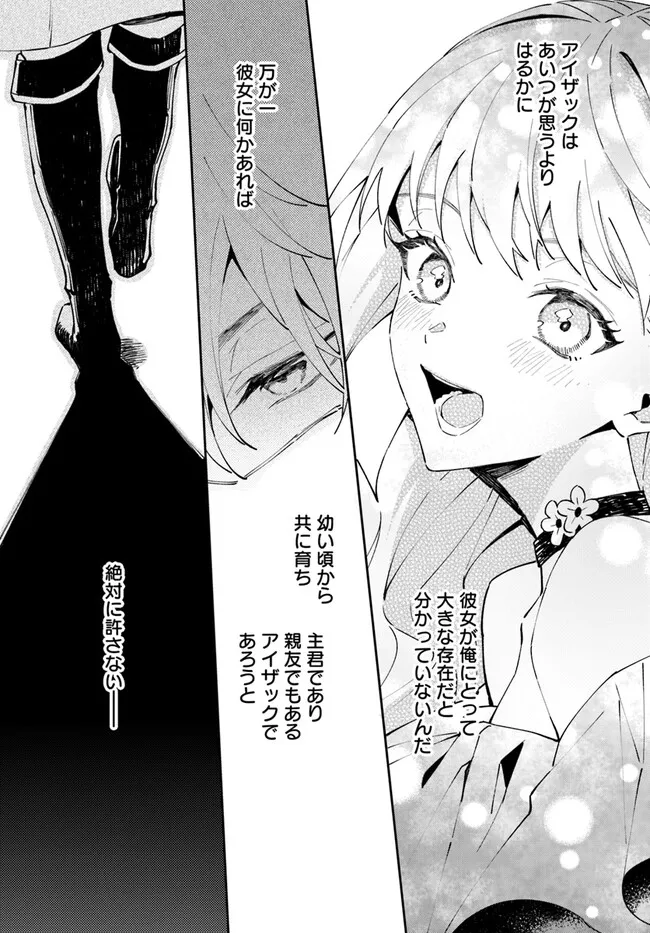 アイザックは
あいつが思うより
はるかに
彼女が俺にとって
大きな存在だと
分かっていないんだ
万が一
彼女に何かあれば
幼い頃から
共に育ち
主君であり
親友でもある
アイザックで
あろうと
絶対に許さない――